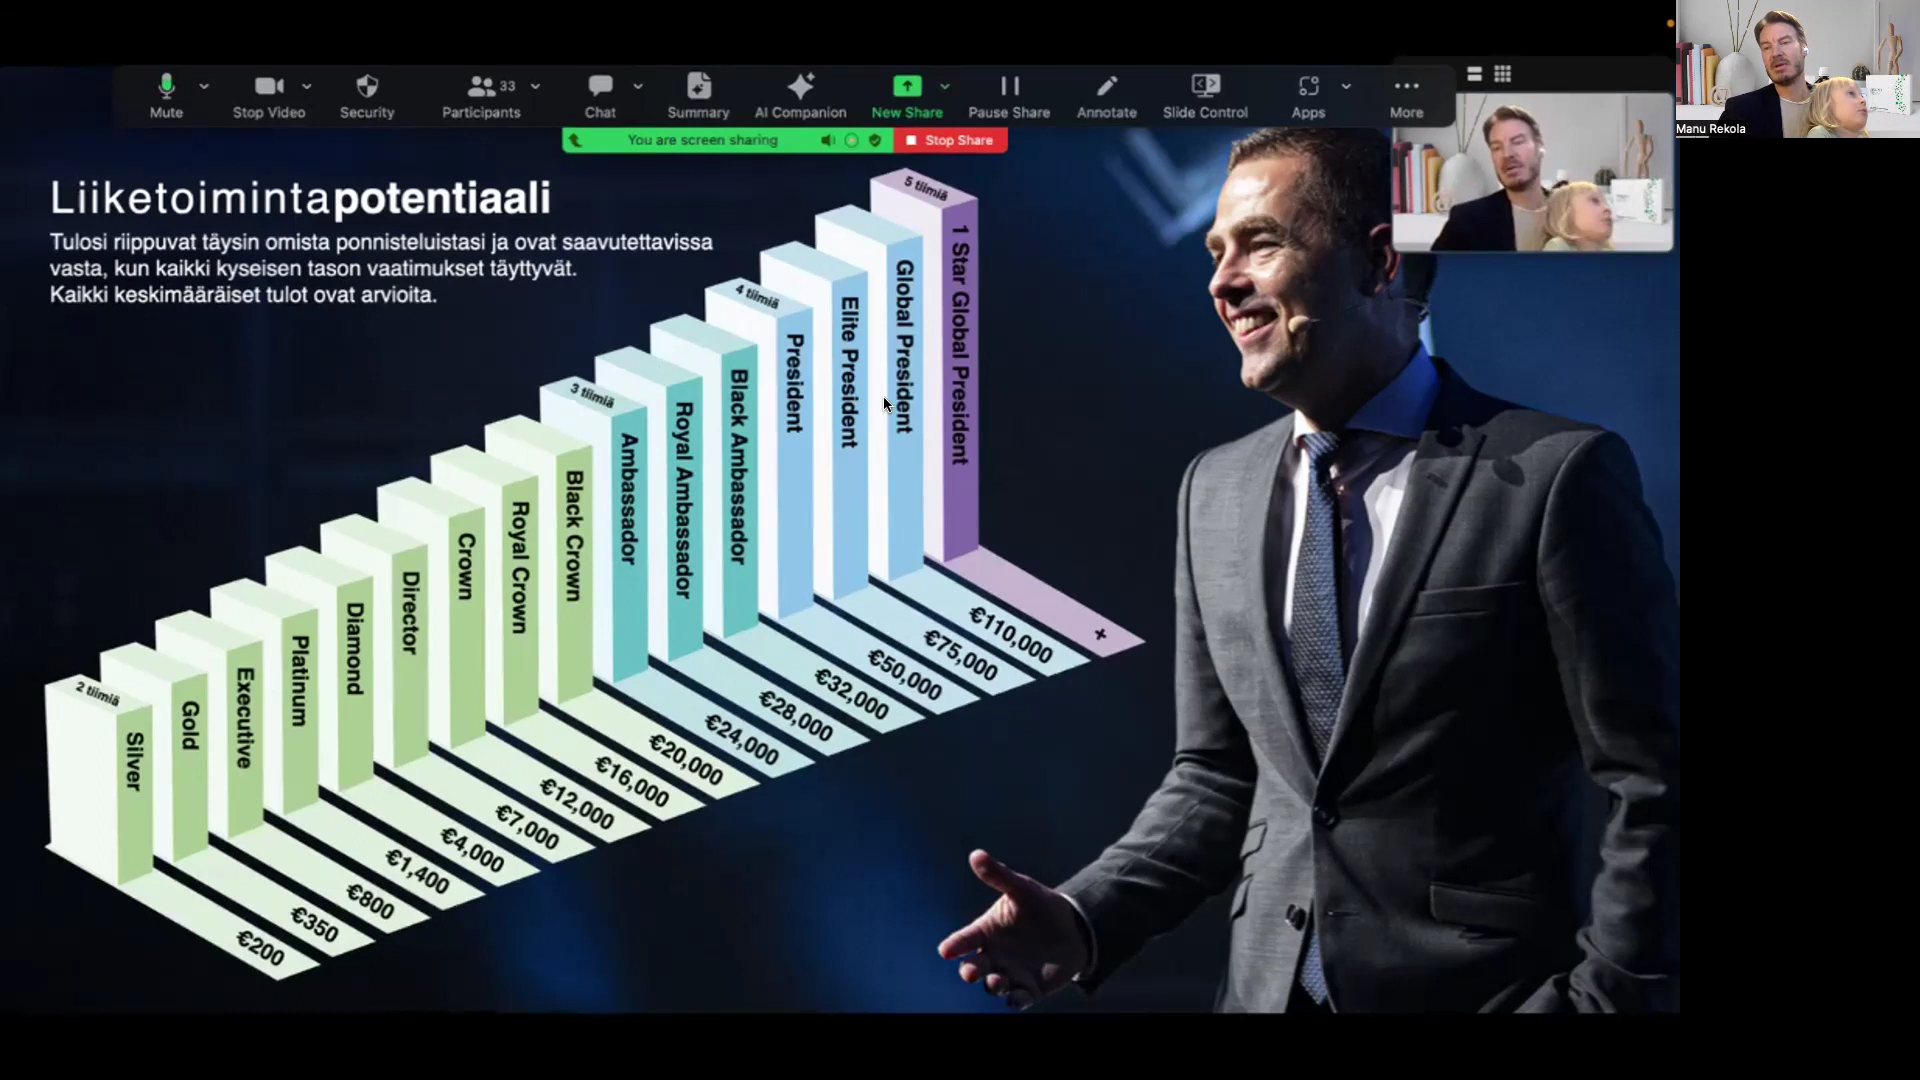 Mute
Stop Video
Security
Participants
33
Chat
Summary
AI Companion
New Share
Pause Share
Annotate
Slide Control
Apps
More
You are screen sharing
Stop Share
Manu Rekola
Liiketoimintapotentiaali
Tulosi riippuvat täysin omista ponnisteluistasi ja ovat saavutettavissa
vasta, kun kaikki kyseisen tason vaatimukset täyttyvät.
Kaikki keskimääräiset tulot ovat arvioita.
2 tiimiä
Silver
€200
Gold
€350
Executive
€800
Platinum
€1,400
Diamond
€4,000
Director
€7,000
Crown
€12,000
Royal Crown
€16,000
Black Crown
€20,000
3 tiimiä
Ambassador
€24,000
Royal Ambassador
€28,000
Black Ambassador
€32,000
4 tiimiä
President
€50,000
Elite President
€75,000
Global President
€110,000
5 tiimiä
1 Star Global President
+